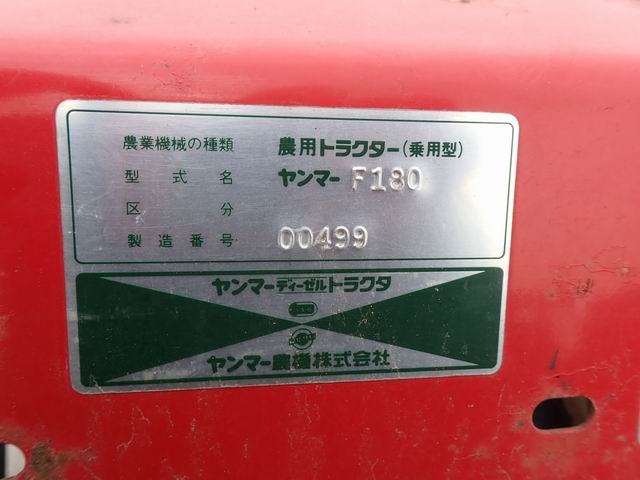 農業機械の種類 農用トラクター(乗用型)
型式名 ヤンマー F180
区分
製造番号 00499
ヤンマーディーゼルトラクタ
ヤンマー農機株式会社